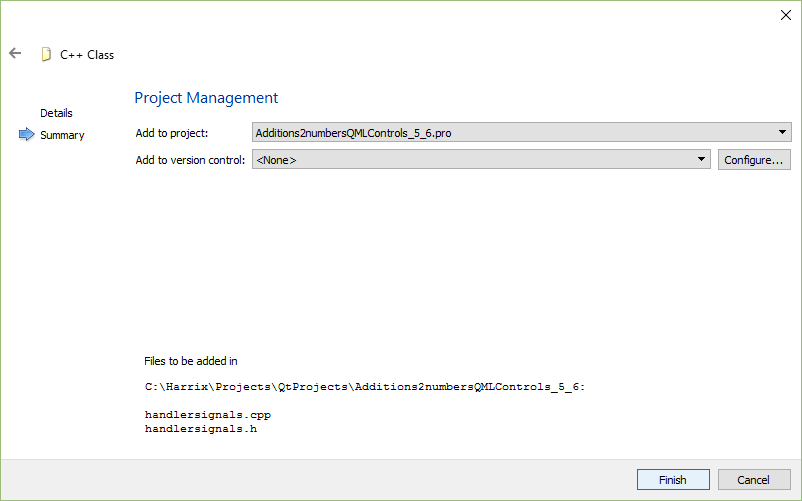 C++ Class
Project Management
Details
Summary
Add to project: Additions2numbersQMLControls_5_6.pro
Add to version control: <None> Configure...
Files to be added in
C:\Harrix\Projects\QtProjects\Additions2numbersQMLControls_5_6:
handlersignals.cpp
handlersignals.h
Finish Cancel